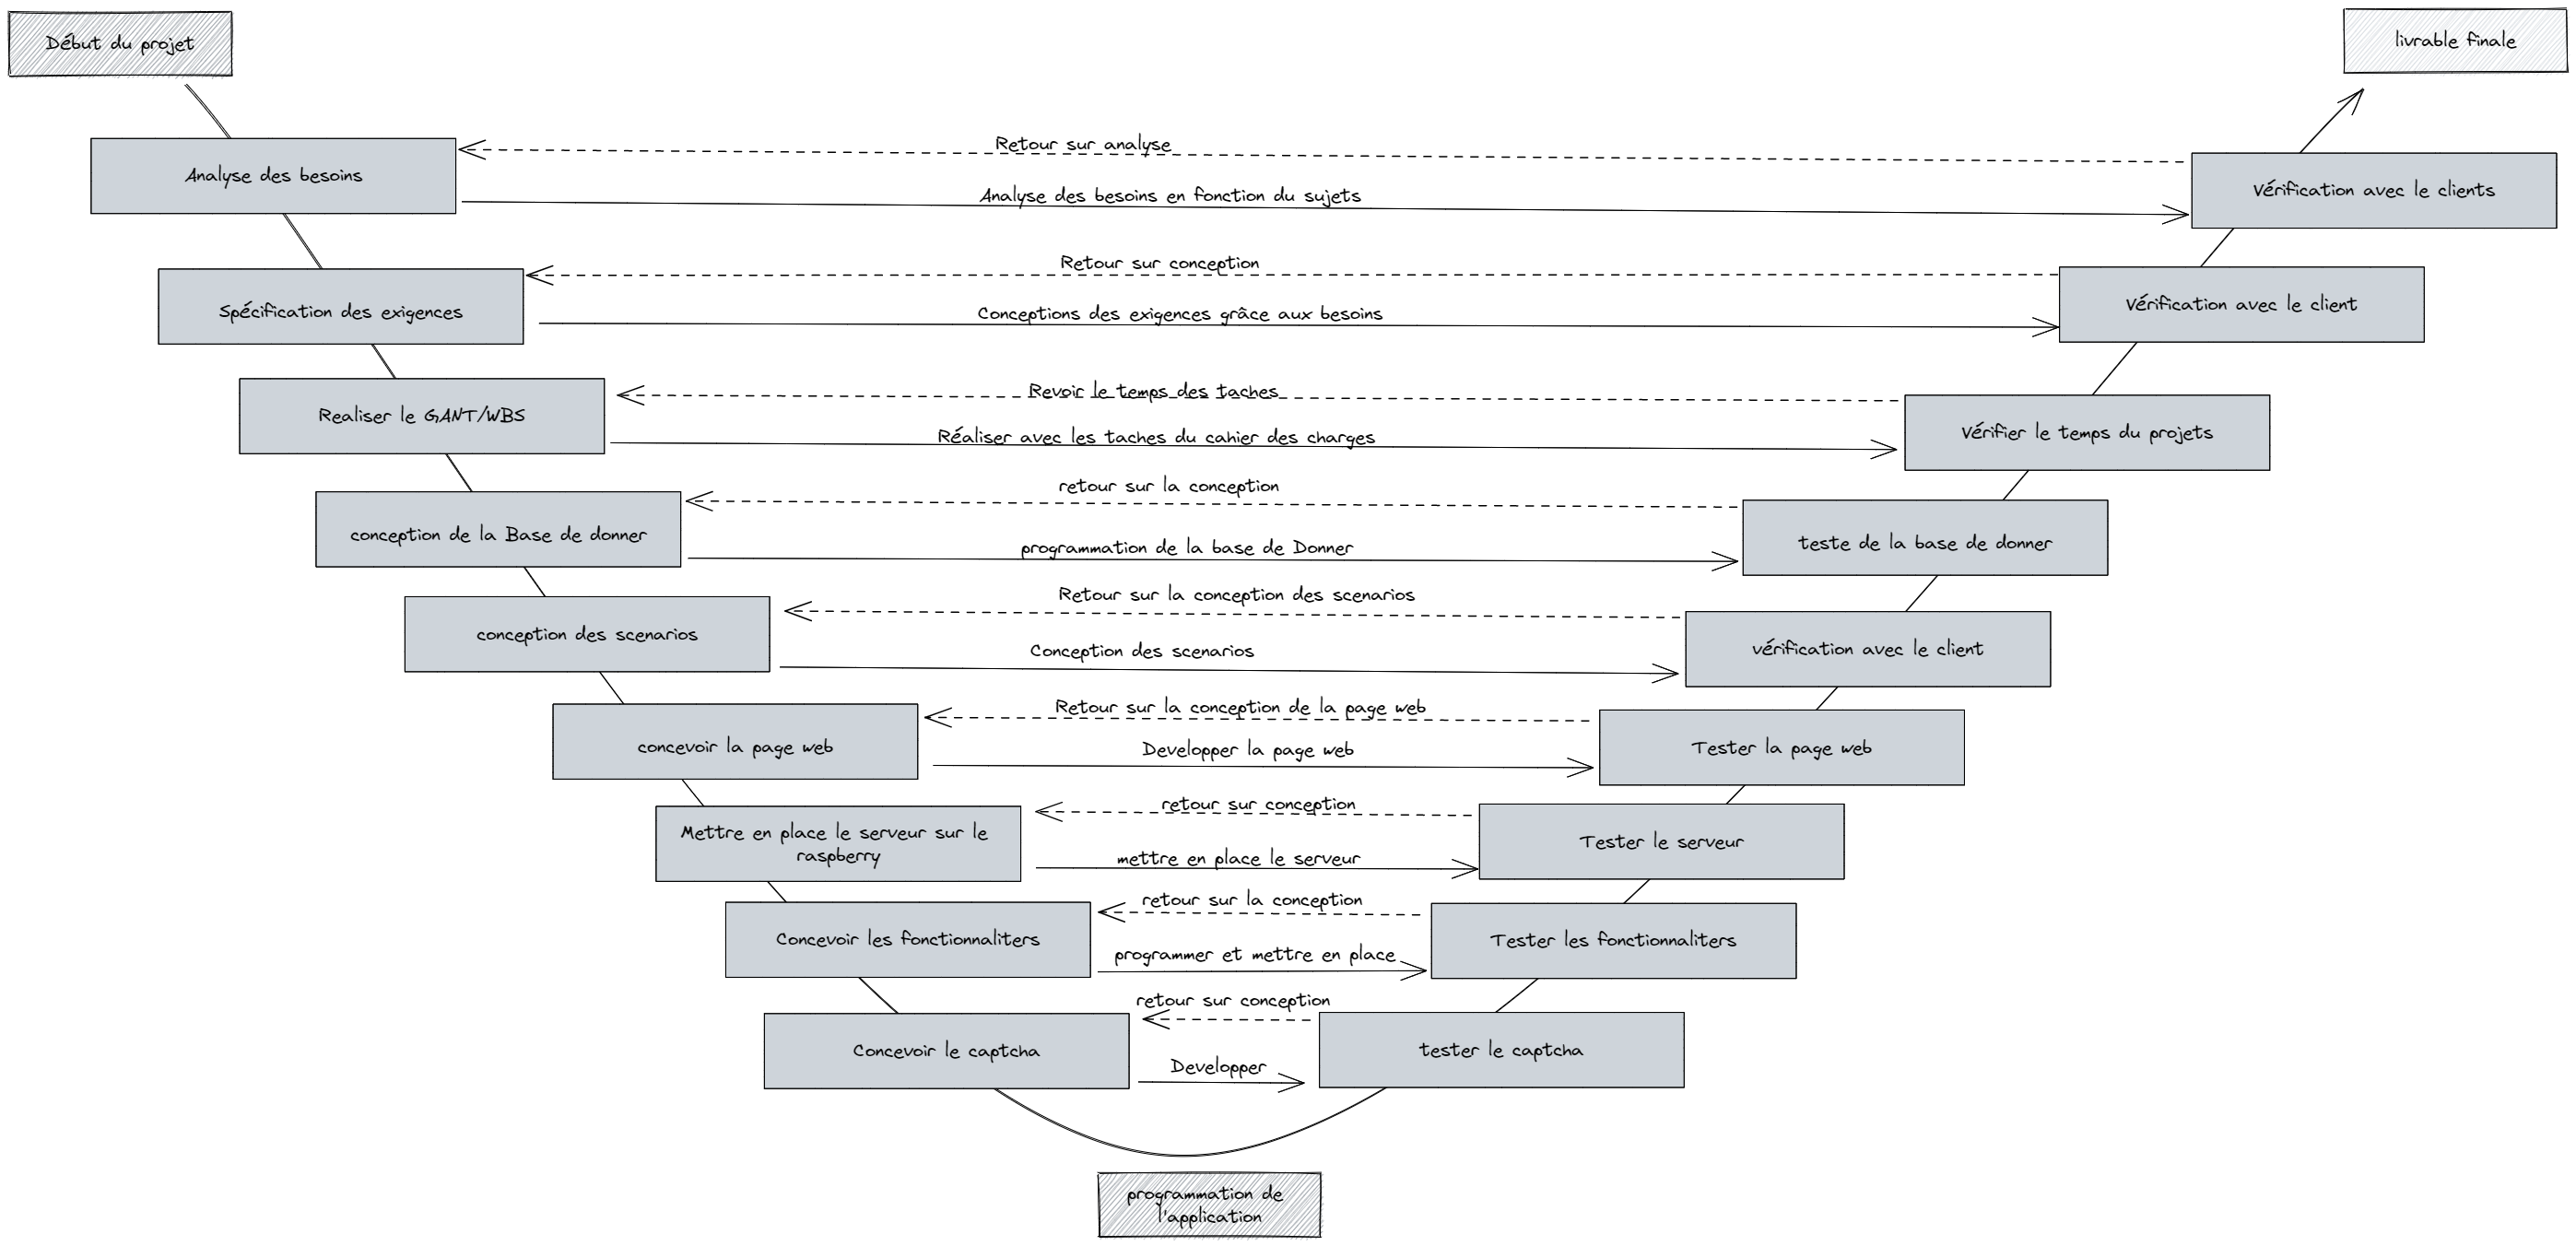 Début du projet
livrable finale
Retour sur analyse
Analyse des besoins
Vérification avec le clients
Analyse des besoins en fonction du sujets
Retour sur conception
Spécification des exigences
Vérification avec le client
Conceptions des exigences grâce aux besoins
Revoir le temps des taches
Realiser le GANT/WBS
Vérifier le temps du projets
Réaliser avec les taches du cahier des charges
retour sur la conception
conception de la Base de donner
teste de la base de donner
programmation de la base de Donner
Retour sur la conception des scenarios
conception des scenarios
vérification avec le client
Conception des scenarios
Retour sur la conception de la page web
concevoir la page web
Tester la page web
Developper la page web
retour sur conception
Mettre en place le serveur sur le
raspberry
Tester le serveur
mettre en place le serveur
retour sur la conception
Concevoir les fonctionnaliters
Tester les fonctionnaliters
programmer et mettre en place
retour sur conception
Concevoir le captcha
tester le captcha
Developper
programmation de
l'application